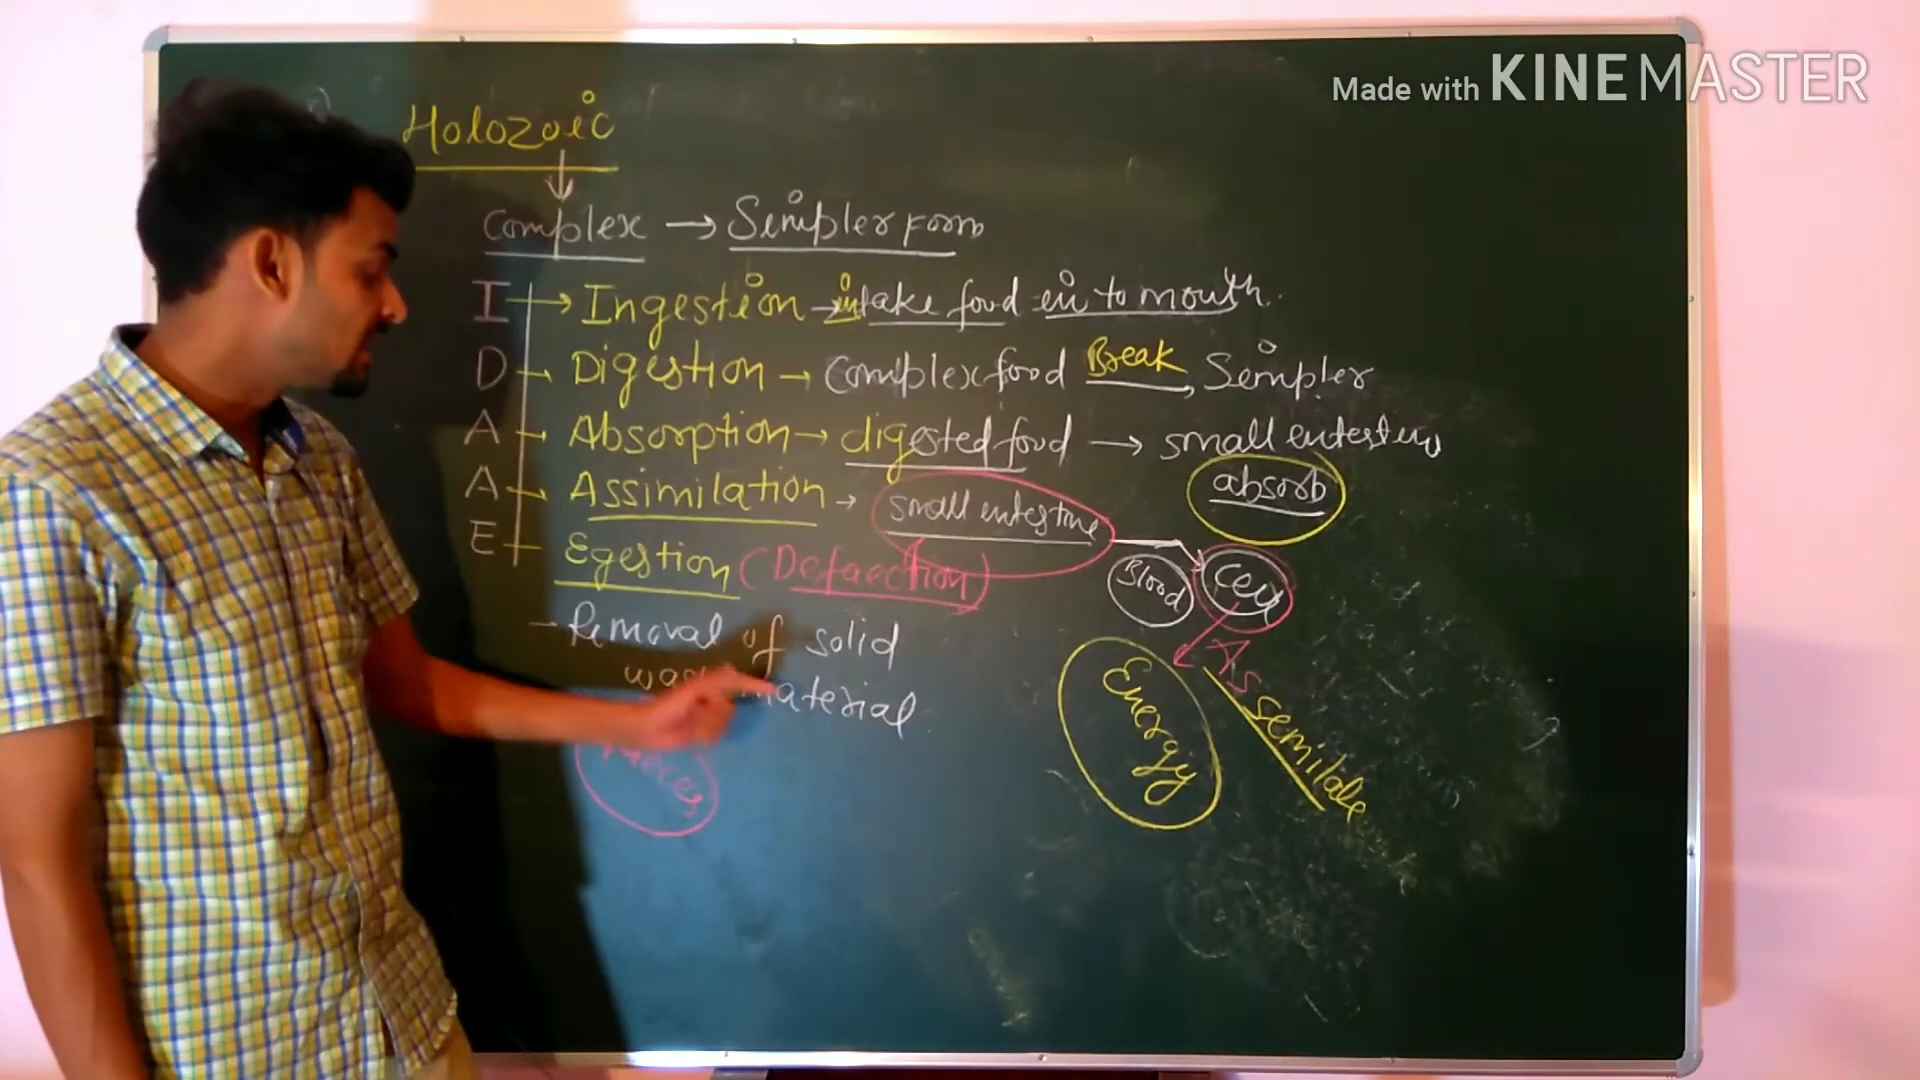 Made with KINEMASTER
Holozoic
Complex → Simpler form
I → Ingestion → intake food in to mouth.
D → Digestion → Complex food Break Simpler
A → Absorption → digested food → small intestine
absorb
A → Assimilation → small intestine
Blood Cell
E → Egestion (Defaection)
- Removal of solid
material
Energy
Assemilate